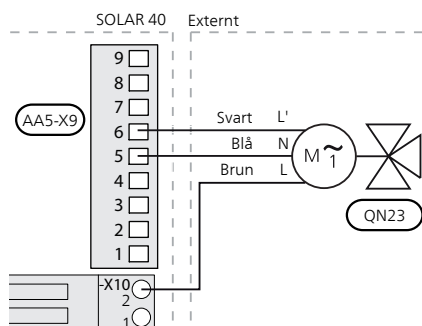 SOLAR 40
Externt
9
8
7
AA5-X9
6
Svart L'
5
Blå N
M ~ 1
4
Brun L
3
QN23
2
1
-X10
2
1